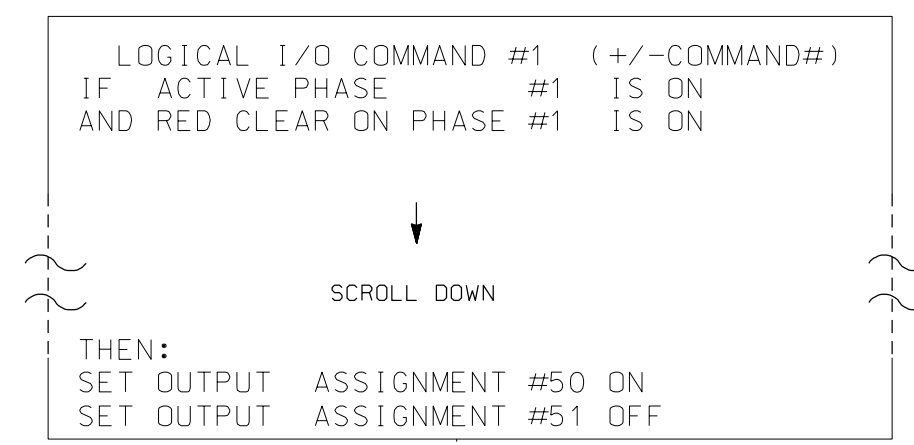 LOGICAL I/O COMMAND #1 (+/-COMMAND#)
IF ACTIVE PHASE #1 IS ON
AND RED CLEAR ON PHASE #1 IS ON
SCROLL DOWN
THEN:
SET OUTPUT ASSIGNMENT #50 ON
SET OUTPUT ASSIGNMENT #51 OFF